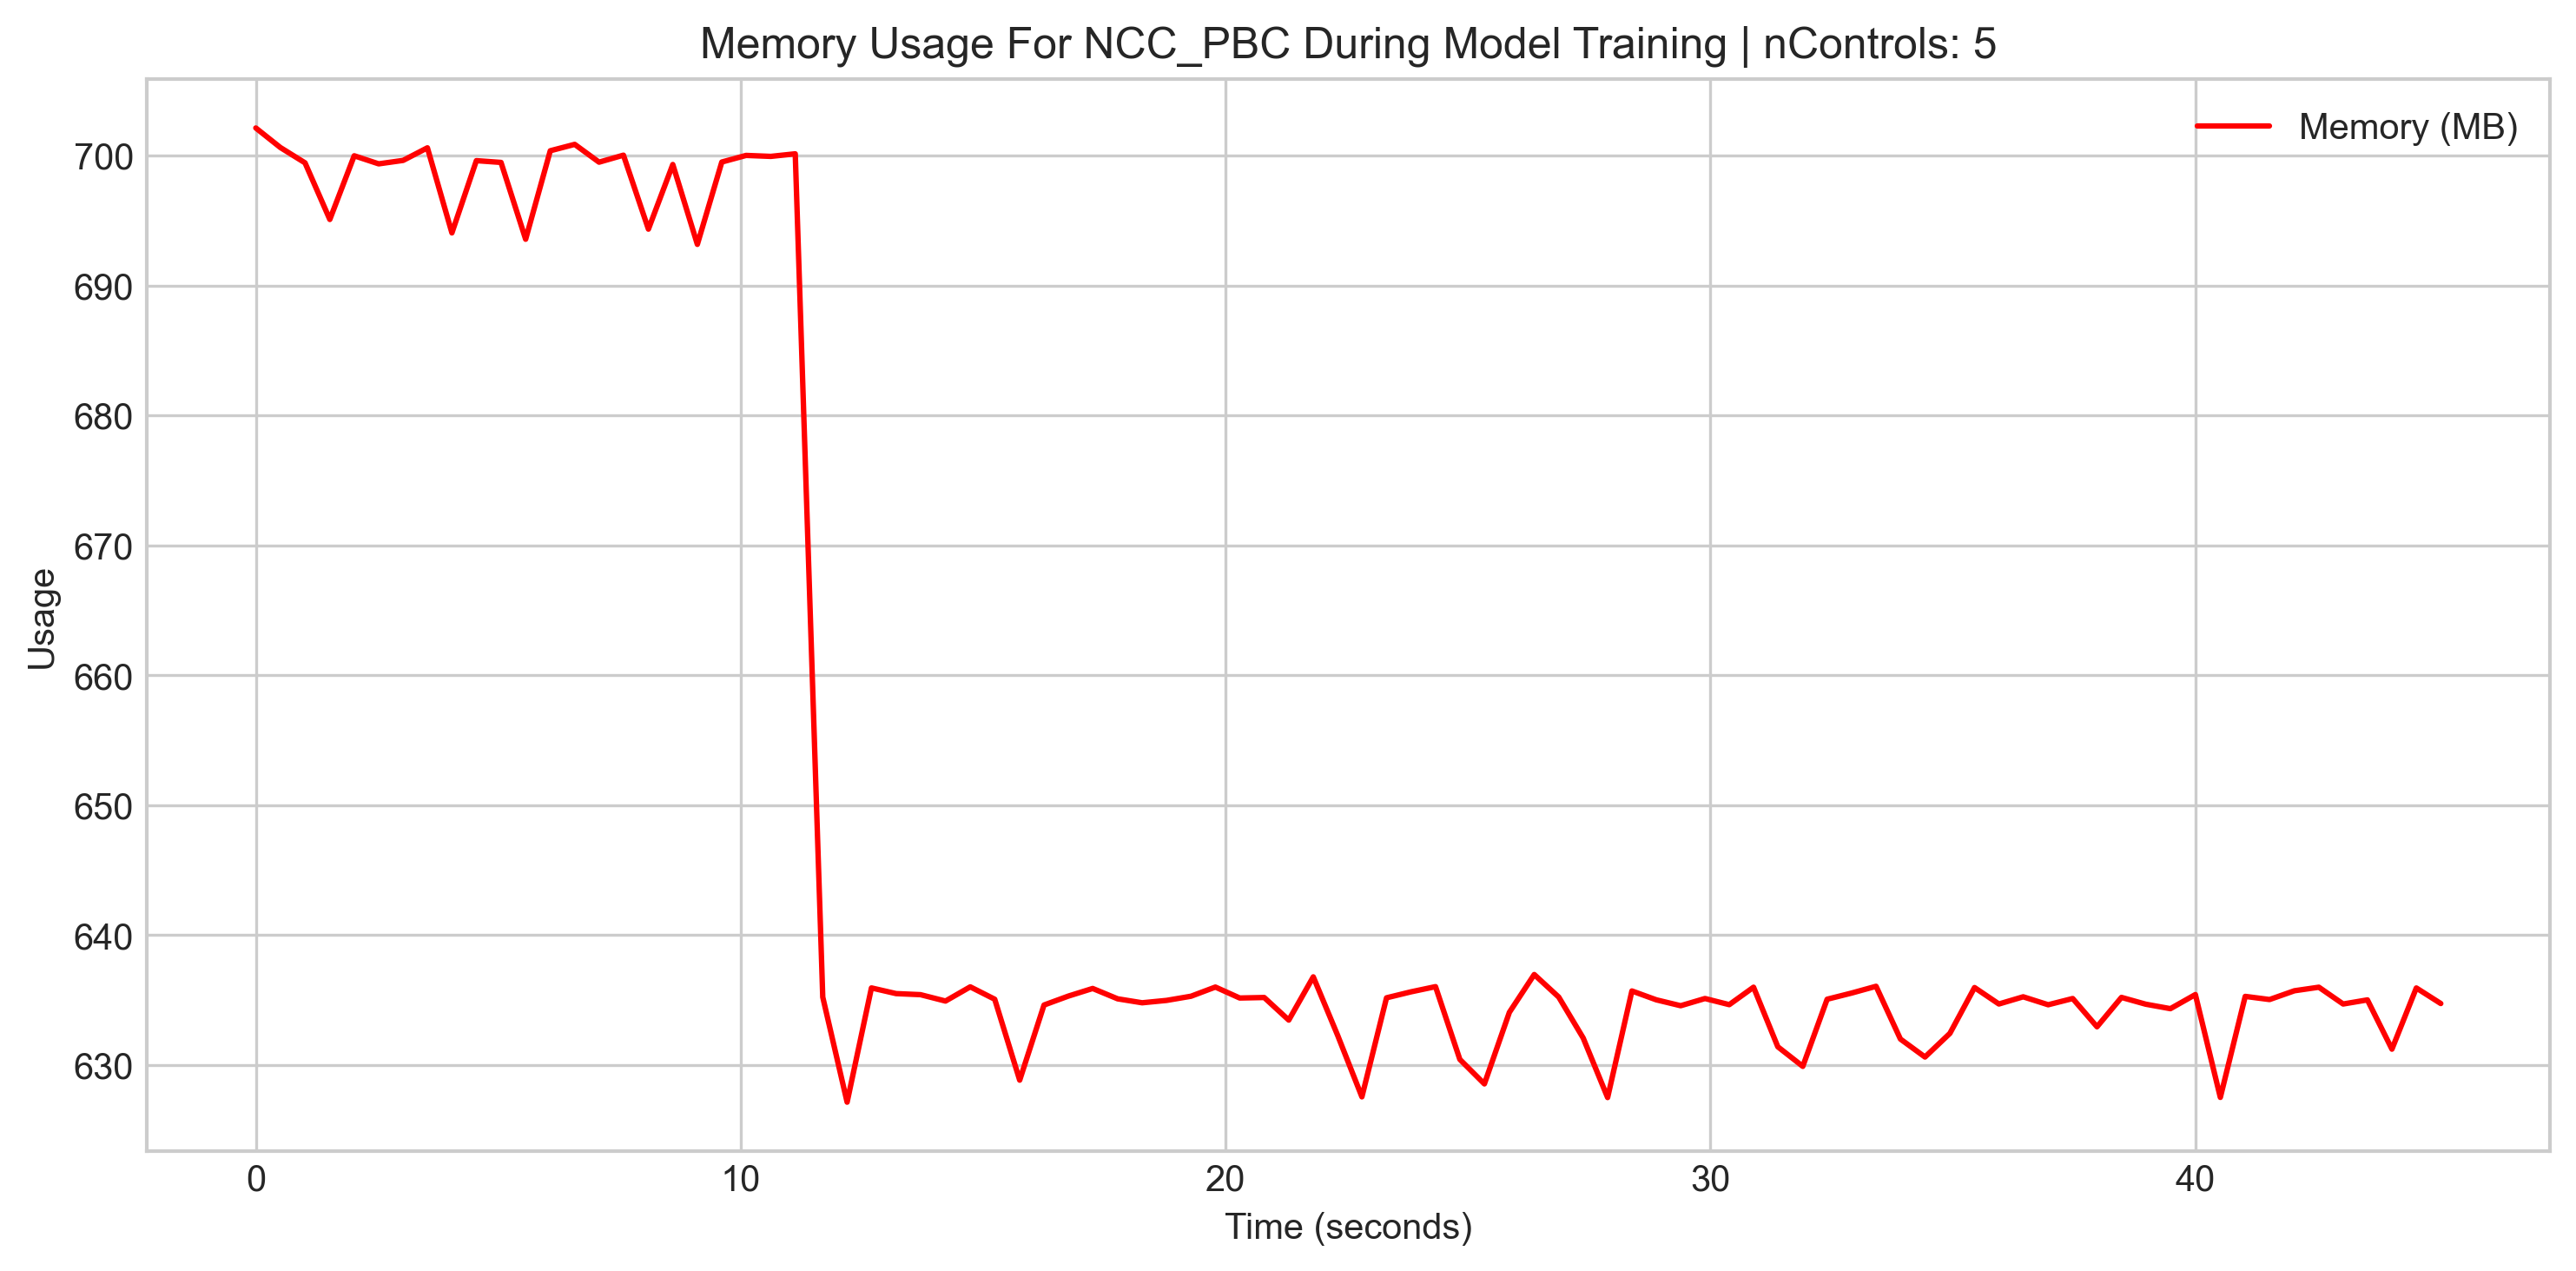 Memory Usage For NCC_PBC During Model Training | nControls: 5
Memory (MB)
700
690
680
670
660
650
640
630
Usage
0 10 20 30 40
Time (seconds)